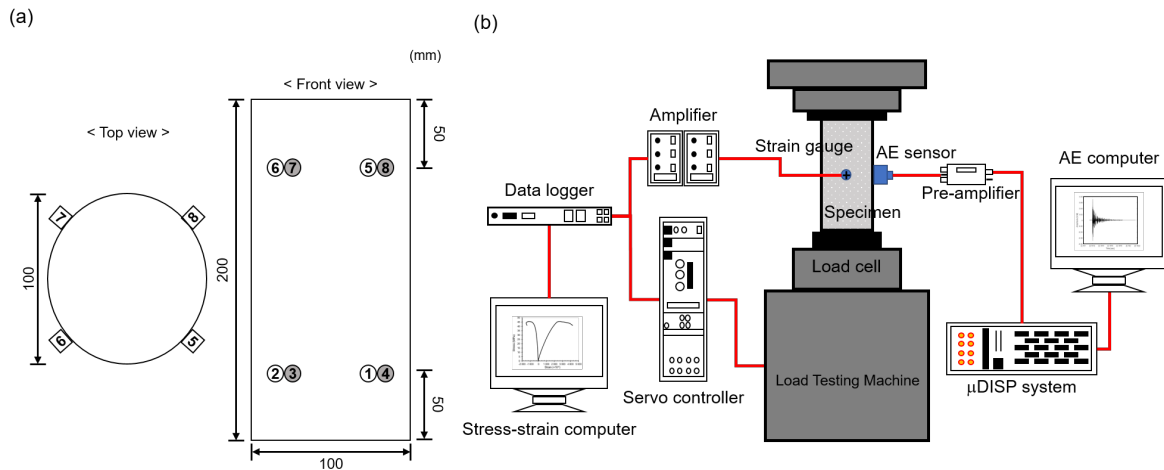 (a)
(mm)
< Front view >
< Top view >
50
6 7
5 8
7
8
100
200
6
5
2 3
1 4
50
100
(b)
Amplifier
Strain gauge
AE sensor
AE computer
Pre-amplifier
Data logger
Specimen
Load cell
Load Testing Machine
μDISP system
Servo controller
Stress-strain computer